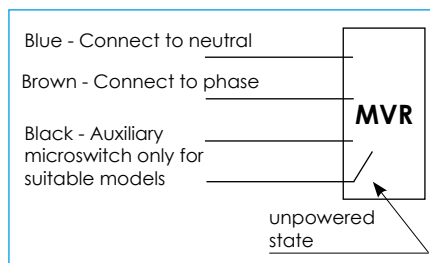 Blue - Connect to neutral
Brown - Connect to phase
MVR
Black - Auxiliary
microswitch only for
suitable models
unpowered
state